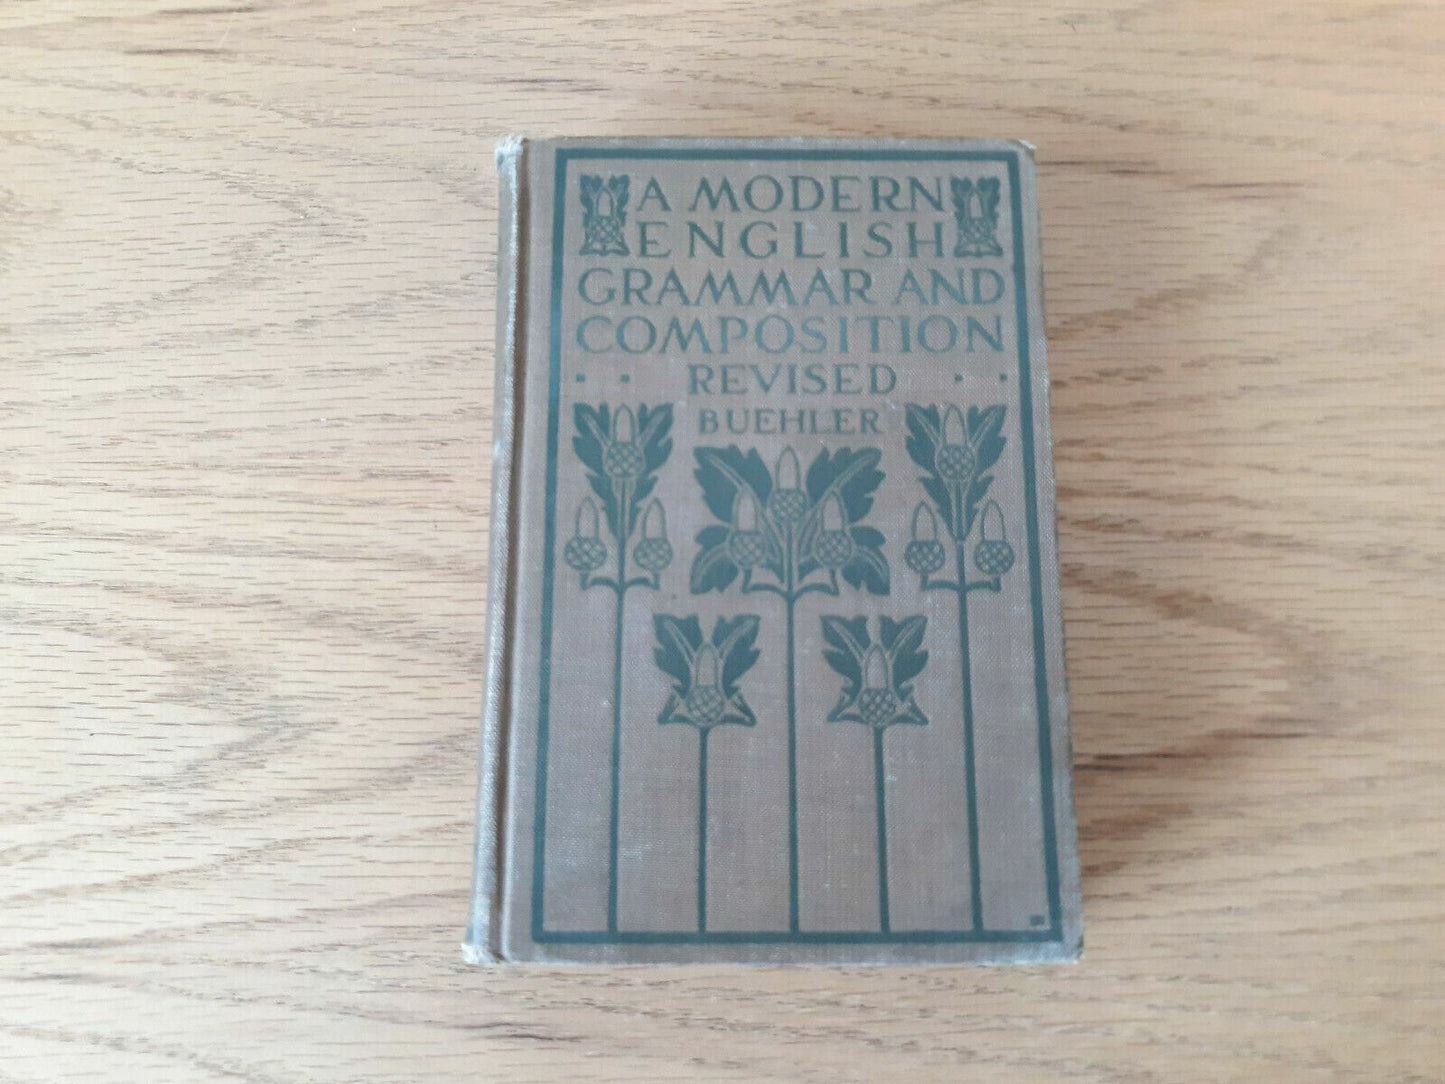 A MODERN
ENGLISH
GRAMMAR AND
COMPOSITION
REVISED
BUEHLER